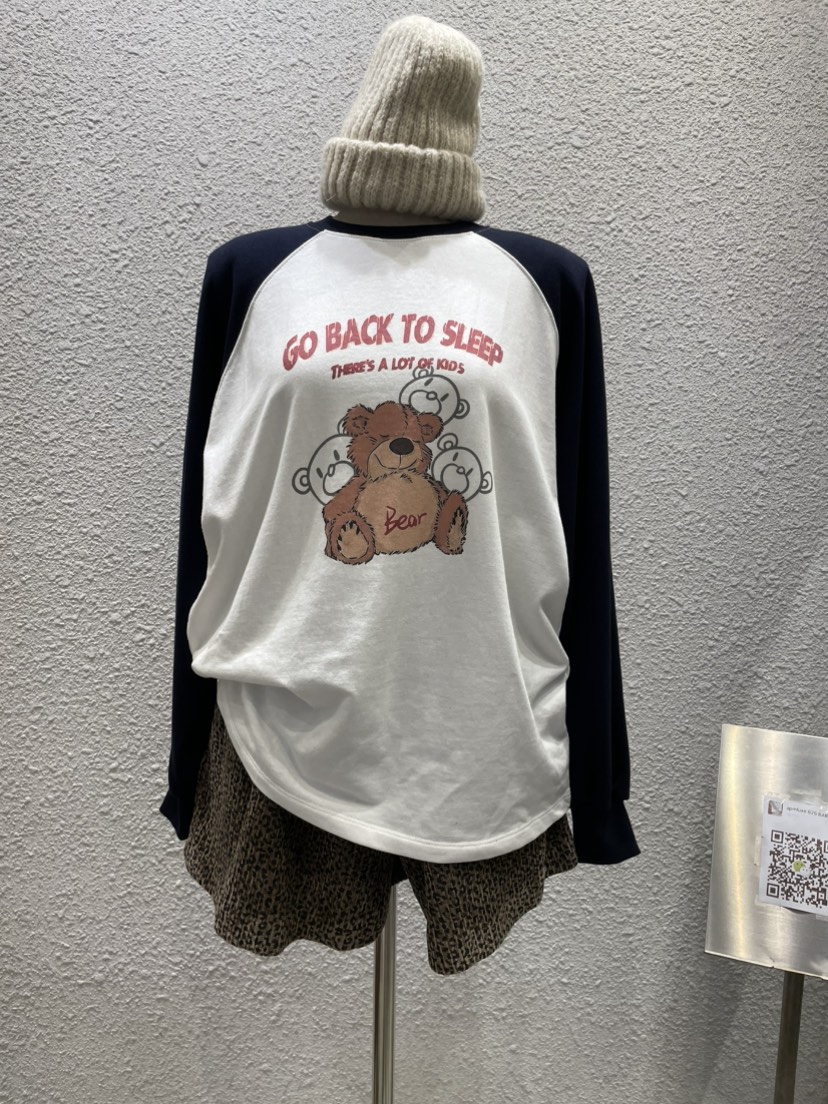 GO BACK TO SLEEP
THERE'S A LOT OF KIDS
Bear